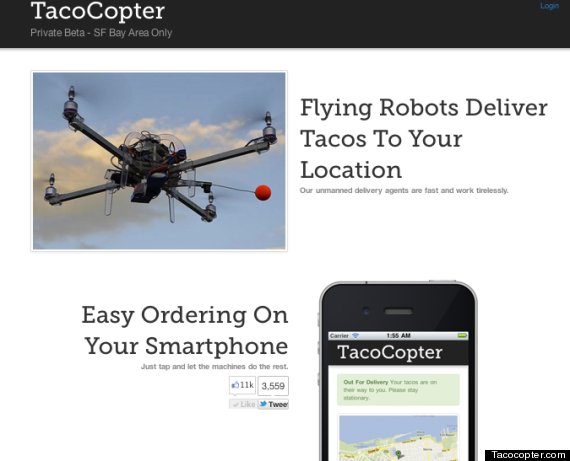 TacoCopter
Login
Private Beta - SF Bay Area Only
Flying Robots Deliver
Tacos To Your
Location
Our unmanned delivery agents are fast and work tirelessly.
Easy Ordering On
Your Smartphone
Just tap and let the machines do the rest.
11k
3,559
Like
Tweet
Carrier
1:55 AM
TacoCopter
Out For Delivery Your tacos are on
their way to you. Please stay
stationary.
Tacocopter.com